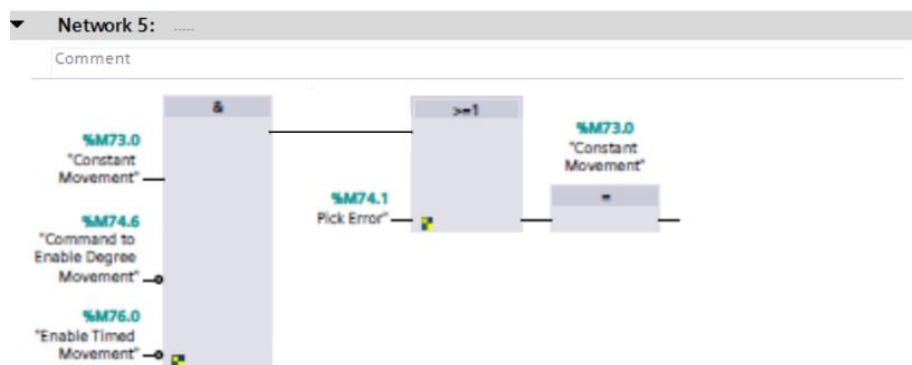 Network 5: .....
Comment
&
>=1
%M73.0
"Constant
Movement"
%M74.6
"Command to
Enable Degree
Movement"
%M76.0
"Enable Timed
Movement"
%M74.1
Pick Error"
%M73.0
"Constant
Movement"
=